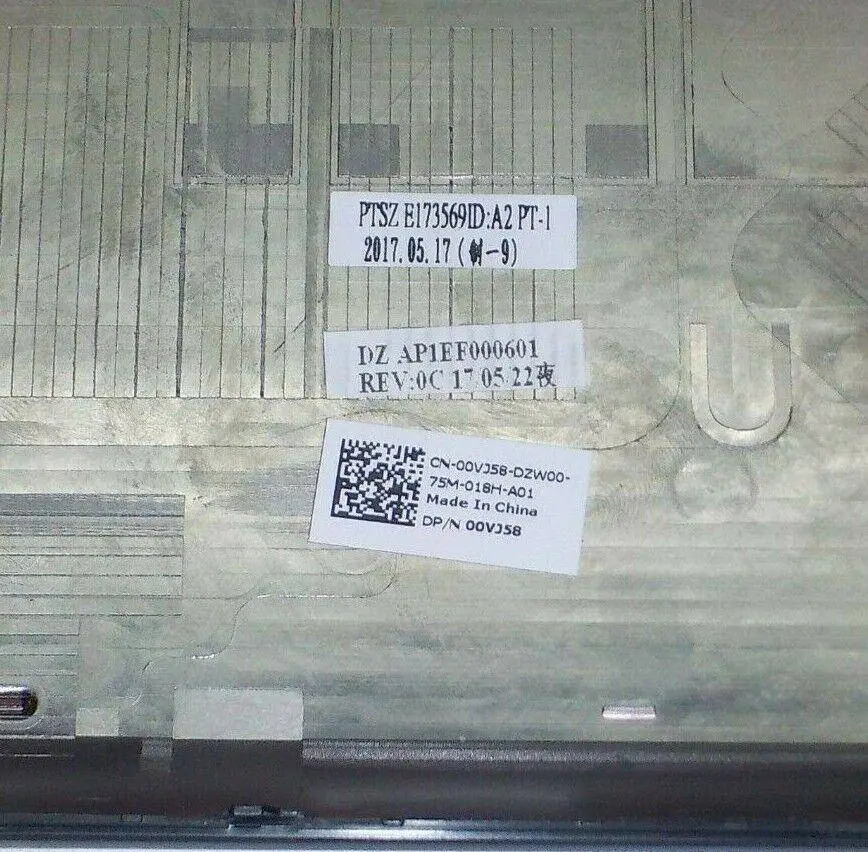 PTSZ E173569ID:A2 PT-1
2017.05.17 (-9)
DZ AP1EF000601
REV:0C 17 05 22夜
CN-00VJ58-DZW00-
75M-018H-A01
Made In China
DP/N 00VJ58